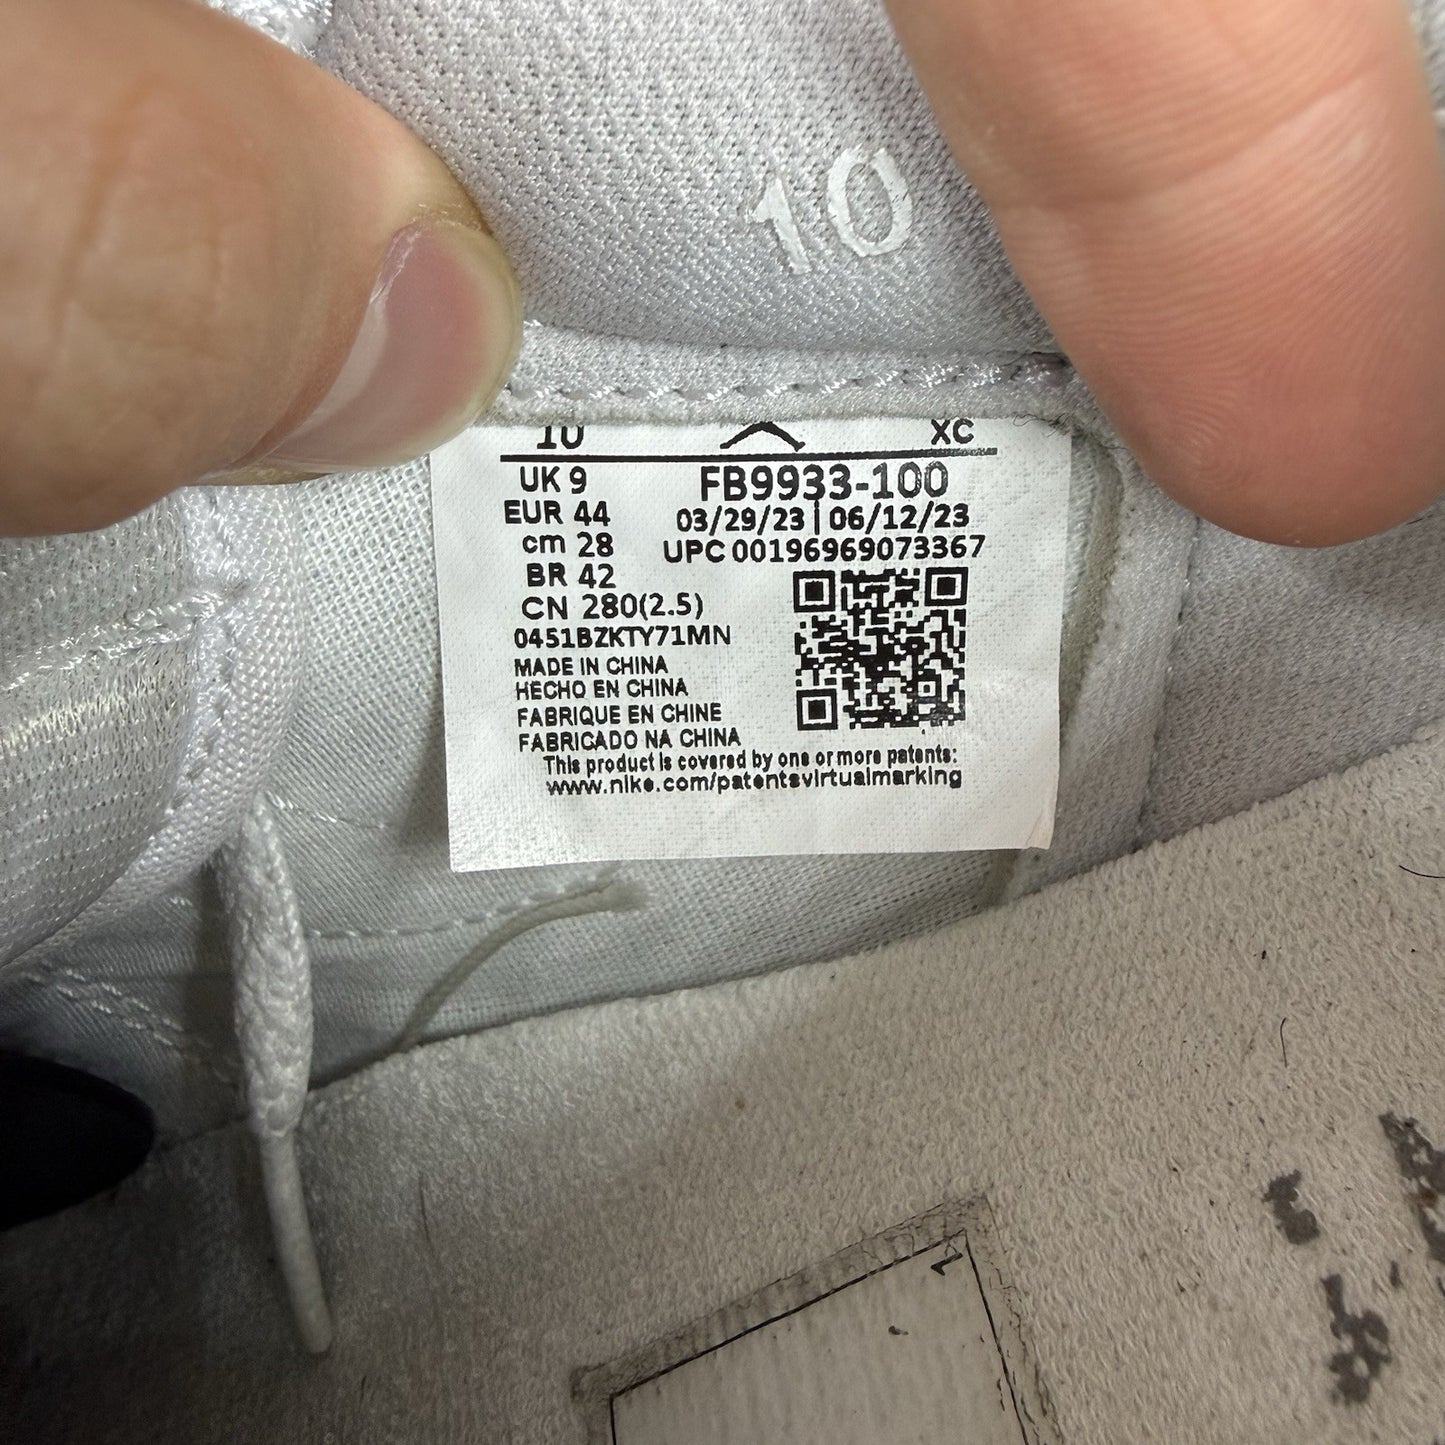 10
10 XC
UK 9 FB9933-100
EUR 44 03/29/23 | 06/12/23
cm 28 UPC 00196969073367
BR 42
CN 280(2.5)
0451BZKTY71MN
MADE IN CHINA
HECHO EN CHINA
FABRIQUE EN CHINE
FABRICADO NA CHINA
This product is covered by one or more patents:
www.nike.com/patentsvirtualmarking